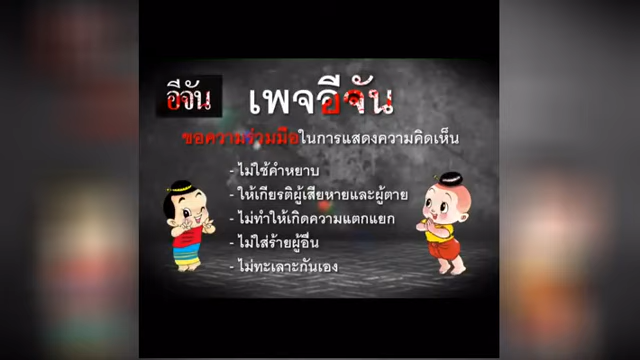 อีจัน
เพจอีจัน
ขอความร่วมมือในการแสดงความคิดเห็น
- ไม่ใช้คำหยาบ
- ให้เกียรติผู้เสียหายและผู้ตาย
- ไม่ทำให้เกิดความแตกแยก
- ไม่ใส่ร้ายผู้อื่น
- ไม่ทะเลาะกันเอง